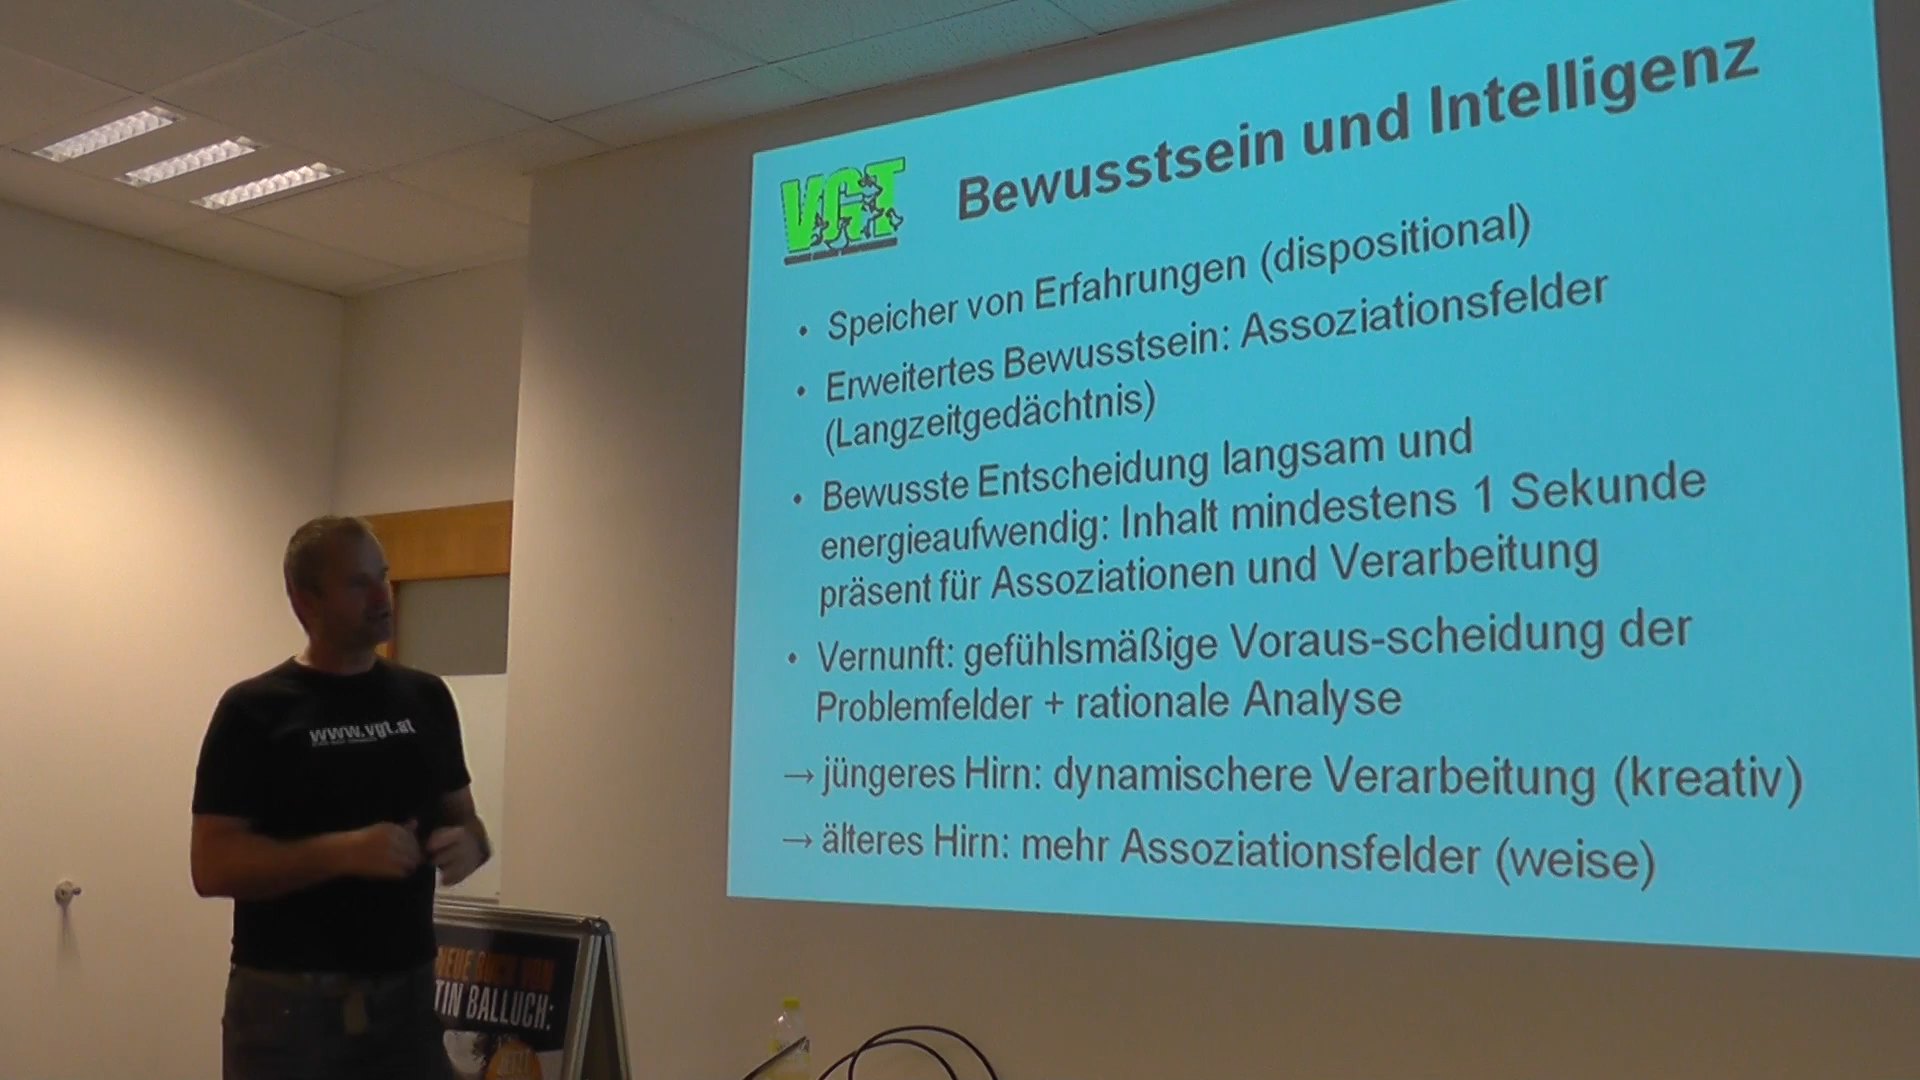 VGT
Bewusstsein und Intelligenz
• Speicher von Erfahrungen (dispositional)
• Erweitertes Bewusstsein: Assoziationsfelder
(Langzeitgedächtnis)
• Bewusste Entscheidung langsam und
energieaufwendig: Inhalt mindestens 1 Sekunde
präsent für Assoziationen und Verarbeitung
• Vernunft: gefühlsmäßige Voraus-scheidung der
Problemfelder + rationale Analyse
→ jüngeres Hirn: dynamischere Verarbeitung (kreativ)
→ älteres Hirn: mehr Assoziationsfelder (weise)
www.vgt.at
NEUE
TIN BALLUCH:
JETZT